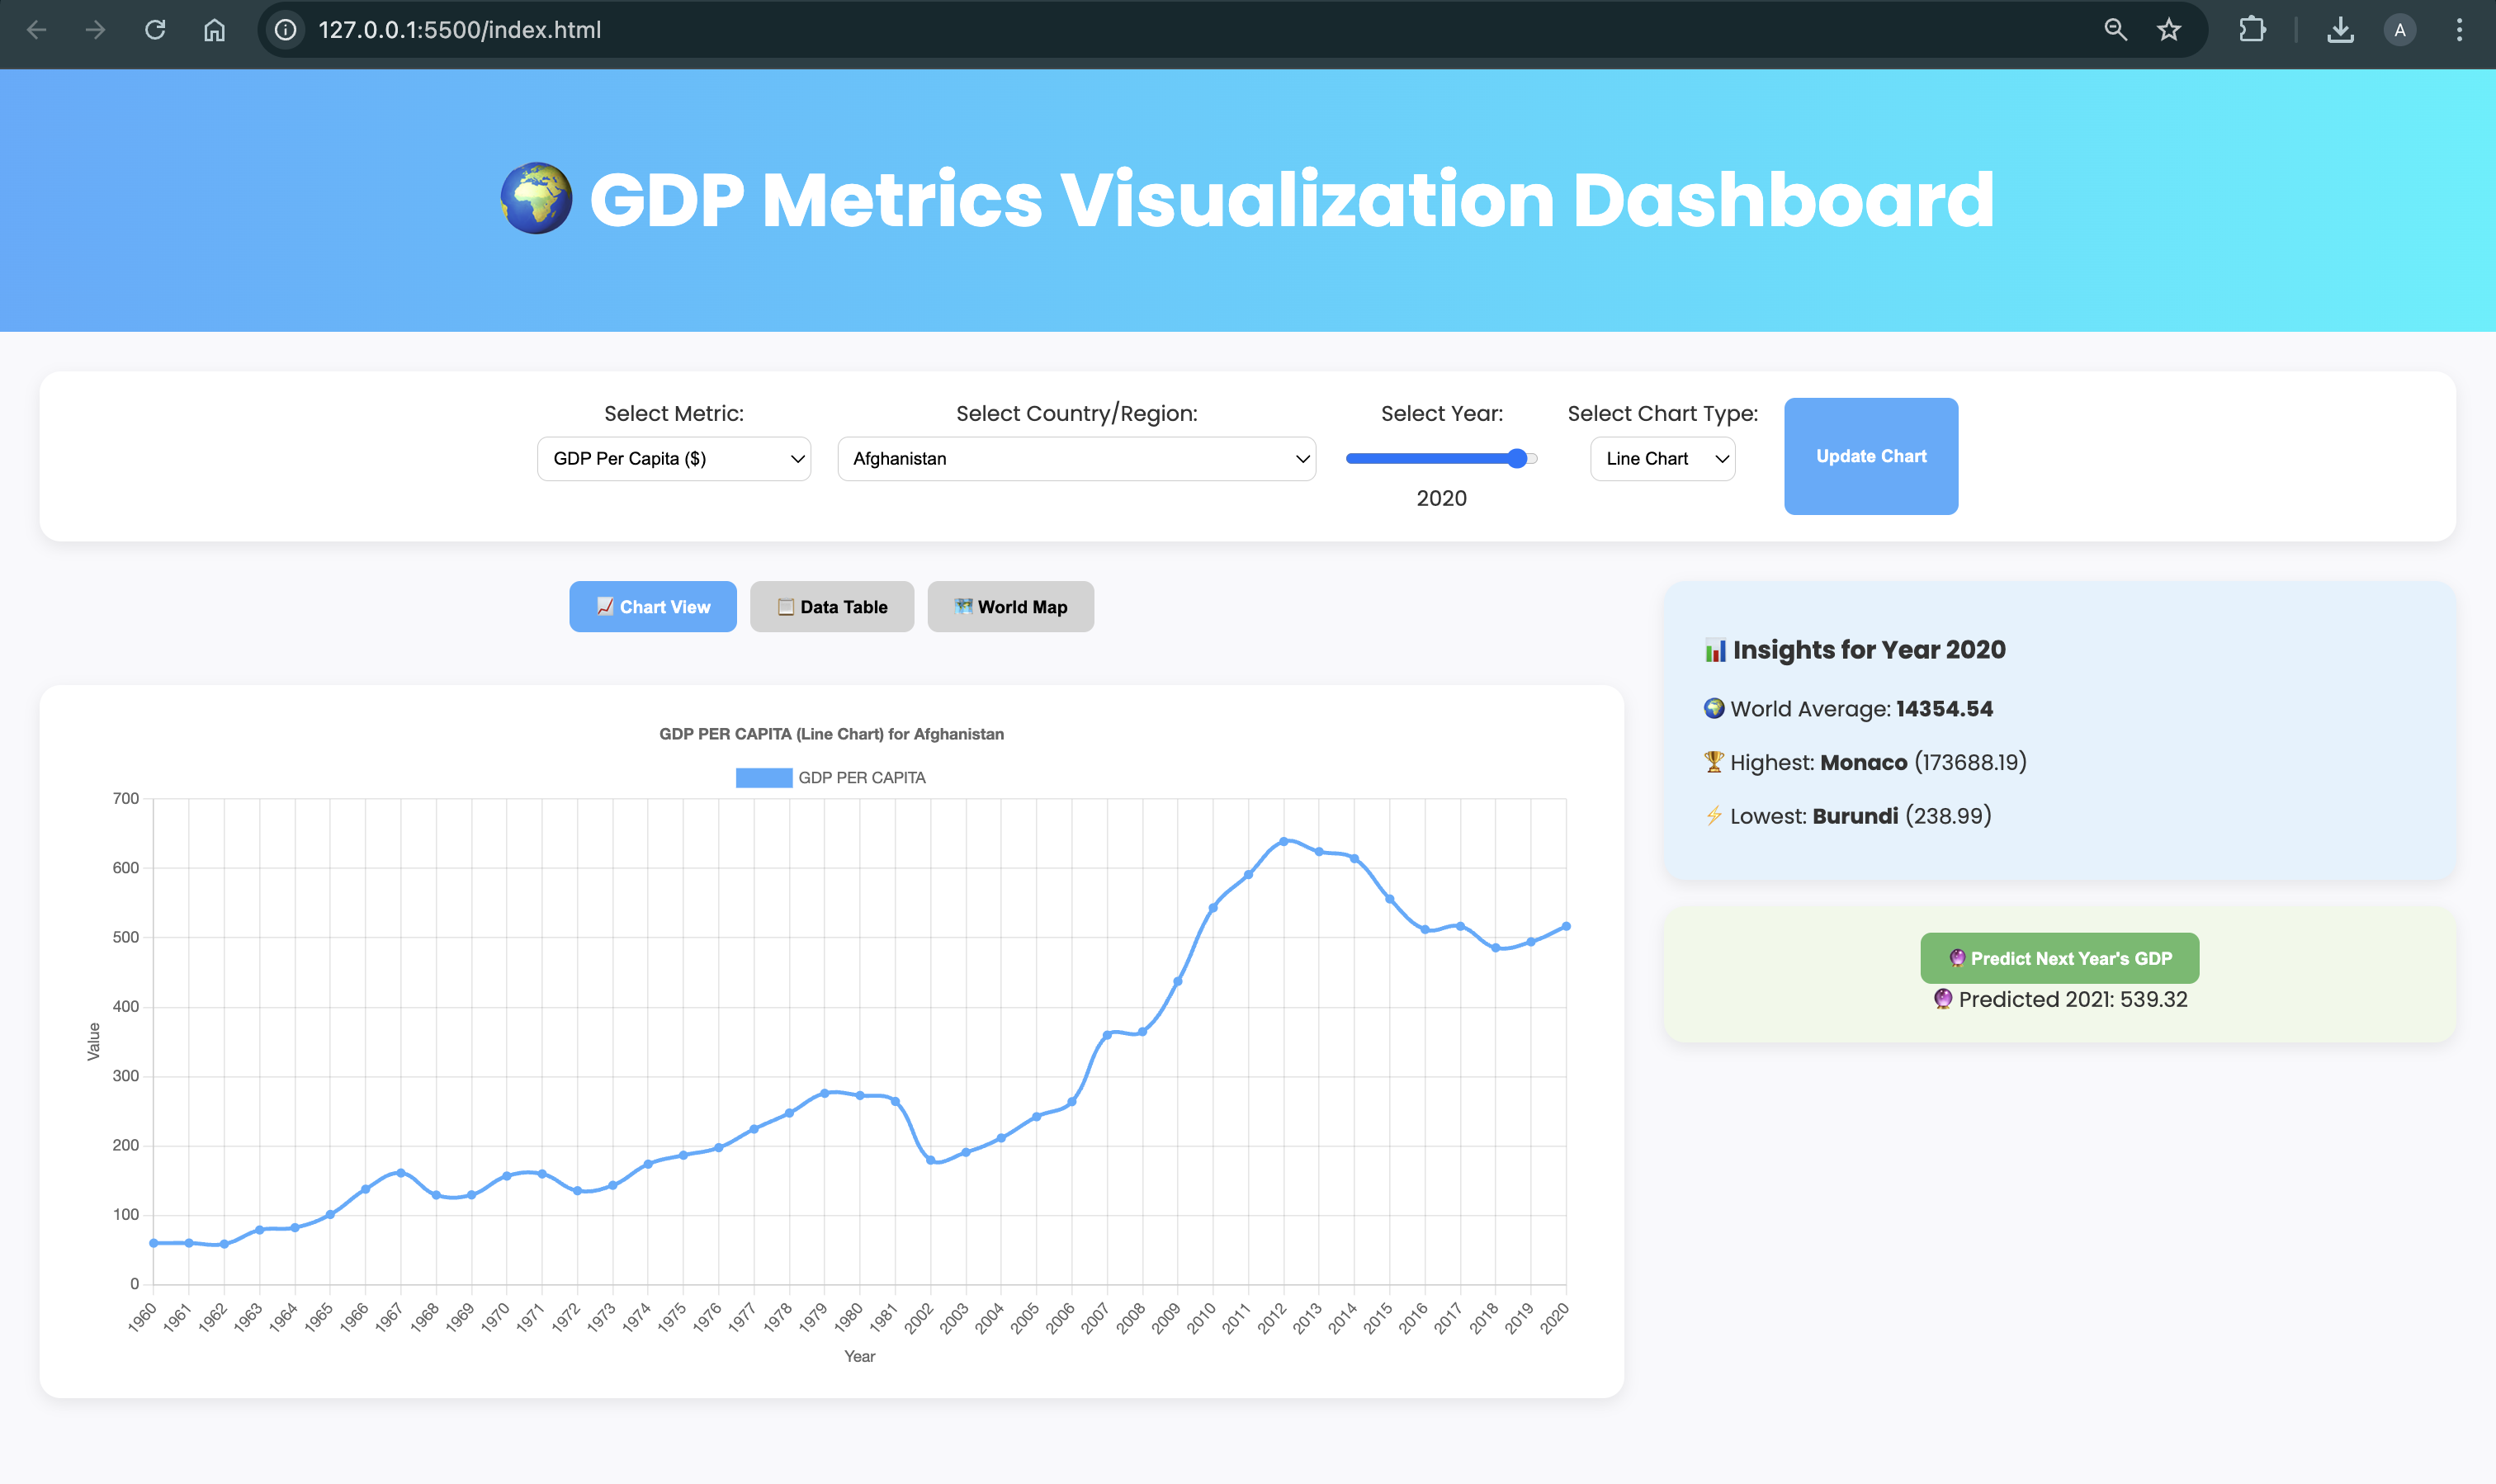 127.0.0.1:5500/index.html
A
🌍 GDP Metrics Visualization Dashboard
Select Metric:
GDP Per Capita ($)
Select Country/Region:
Afghanistan
Select Year:
2020
Select Chart Type:
Line Chart
Update Chart
📈 Chart View
📋 Data Table
🗺️ World Map
GDP PER CAPITA (Line Chart) for Afghanistan
GDP PER CAPITA
700
600
500
400
300
200
100
0
Value
1960
1961
1962
1963
1964
1965
1966
1967
1968
1969
1970
1971
1972
1973
1974
1975
1976
1977
1978
1979
1980
1981
2002
2003
2004
2005
2006
2007
2008
2009
2010
2011
2012
2013
2014
2015
2016
2017
2018
2019
2020
Year
📊 Insights for Year 2020
🌍 World Average: 14354.54
🏆 Highest: Monaco (173688.19)
⚡ Lowest: Burundi (238.99)
🔮 Predict Next Year's GDP
🔮 Predicted 2021: 539.32